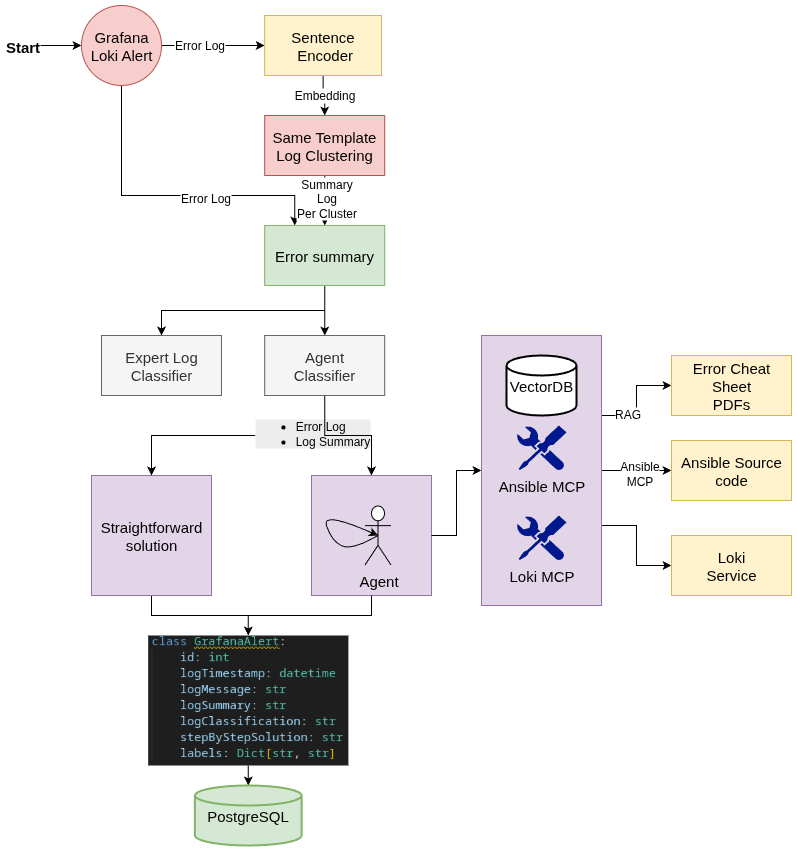 Start
Grafana
Loki Alert
Error Log
Sentence
Encoder
Embedding
Same Template
Log Clustering
Summary
Log
Per Cluster
Error Log
Error summary
Expert Log
Classifier
Agent
Classifier
Error Log
Log Summary
Straightforward
solution
Agent
VectorDB
Ansible MCP
Loki MCP
RAG
Error Cheat
Sheet
PDFs
Ansible
MCP
Ansible Source
code
Loki
Service
class GrafanaAlert:
id: int
logTimestamp: datetime
logMessage: str
logSummary: str
logClassification: str
stepByStepSolution: str
labels: Dict[str, str]
PostgreSQL